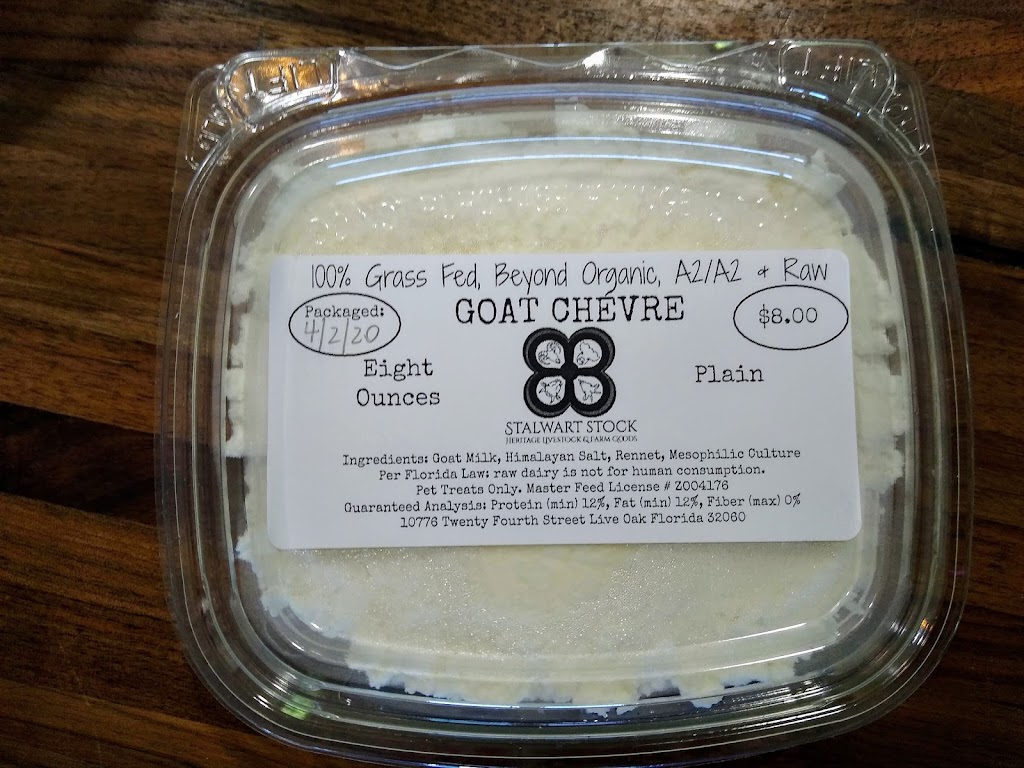 LIFT
LIFT
100% Grass Fed, Beyond Organic, A2/A2 & Raw
GOAT CHEVRE
Packaged:
4/2/20
$8.00
Eight
Ounces
Plain
STALWART STOCK
HERITAGE LIVESTOCK & FARM GOODS
Ingredients: Goat Milk, Himalayan Salt, Rennet, Mesophilic Culture
Per Florida Law: raw dairy is not for human consumption.
Pet Treats Only. Master Feed License # Z004176
Guaranteed Analysis: Protein (min) 12%, Fat (min) 12%, Fiber (max) 0%
10776 Twenty Fourth Street Live Oak Florida 32060